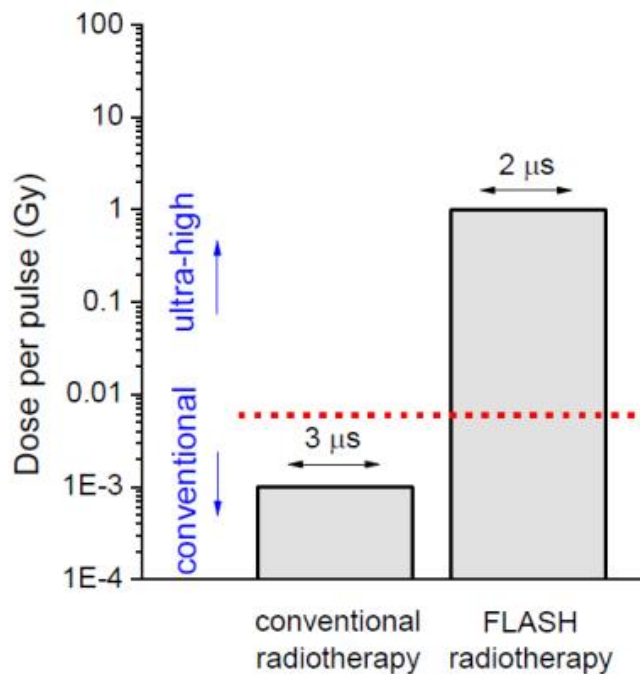 Dose per pulse (Gy)
100
10
1
0.1
0.01
1E-3
1E-4
ultra-high
conventional
3 μs
2 μs
conventional
radiotherapy
FLASH
radiotherapy